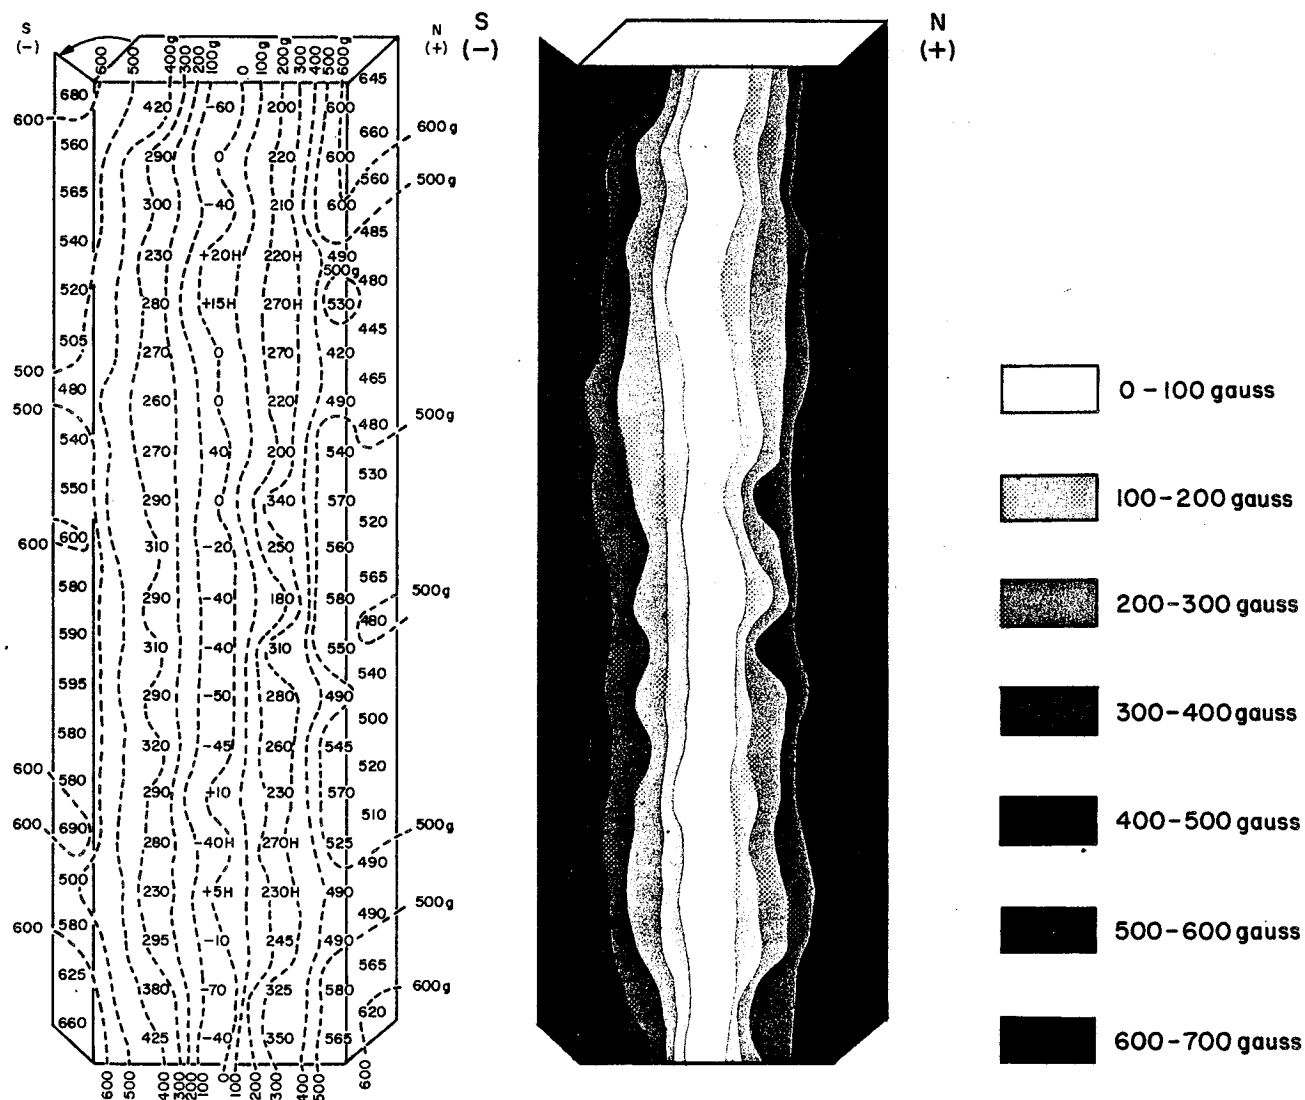 S
(−)
N
(+)
S
(−)
N
(+)
600 500 400g 300 200 100g 0 100g 200g 300 400 500 600g
645
680 420 −60 200 600
600
660
600g
560 290 0 220 600
560
500g
565 300 −40 210 600
485
540 230 +20H 220H 490
500g
480
520 280 +15H 270H 530
445
505 270 0 270 420
500
465
480 260 0 220 490
500
480
500g
540 270 40 200 540
530
550 290 0 340 570
520
600 310 −20 250 560
600
565
580 290 −40 180 580
500g
480
590 310 −40 310 550
540
595 290 −50 280 490
500
580 320 −45 260 545
600
520
580 290 +10 230 570
510
600
690 280 −40H 270H 525
500g
490
500 230 +5H 230H 490
500g
490
600
580 295 −10 245 490
565
625 380 −70 325 580
600g
620
660 425 −40 350 565
600 500 400 300 200 100 0 100 200 300 400 500 600
0–100 gauss
100–200 gauss
200–300 gauss
300–400 gauss
400–500 gauss
500–600 gauss
600–700 gauss